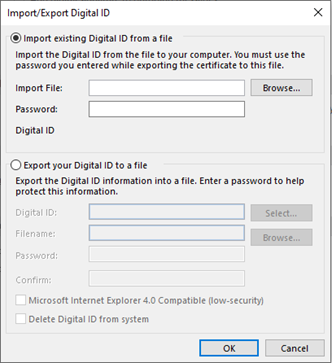 Import/Export Digital ID
Import existing Digital ID from a file
Import the Digital ID from the file to your computer. You must use the
password you entered while exporting the certificate to this file.
Import File:
Browse...
Password:
Digital ID
Export your Digital ID to a file
Export the Digital ID information into a file. Enter a password to help
protect this information.
Digital ID:
Select...
Filename:
Browse...
Password:
Confirm:
Microsoft Internet Explorer 4.0 Compatible (low-security)
Delete Digital ID from system
OK
Cancel